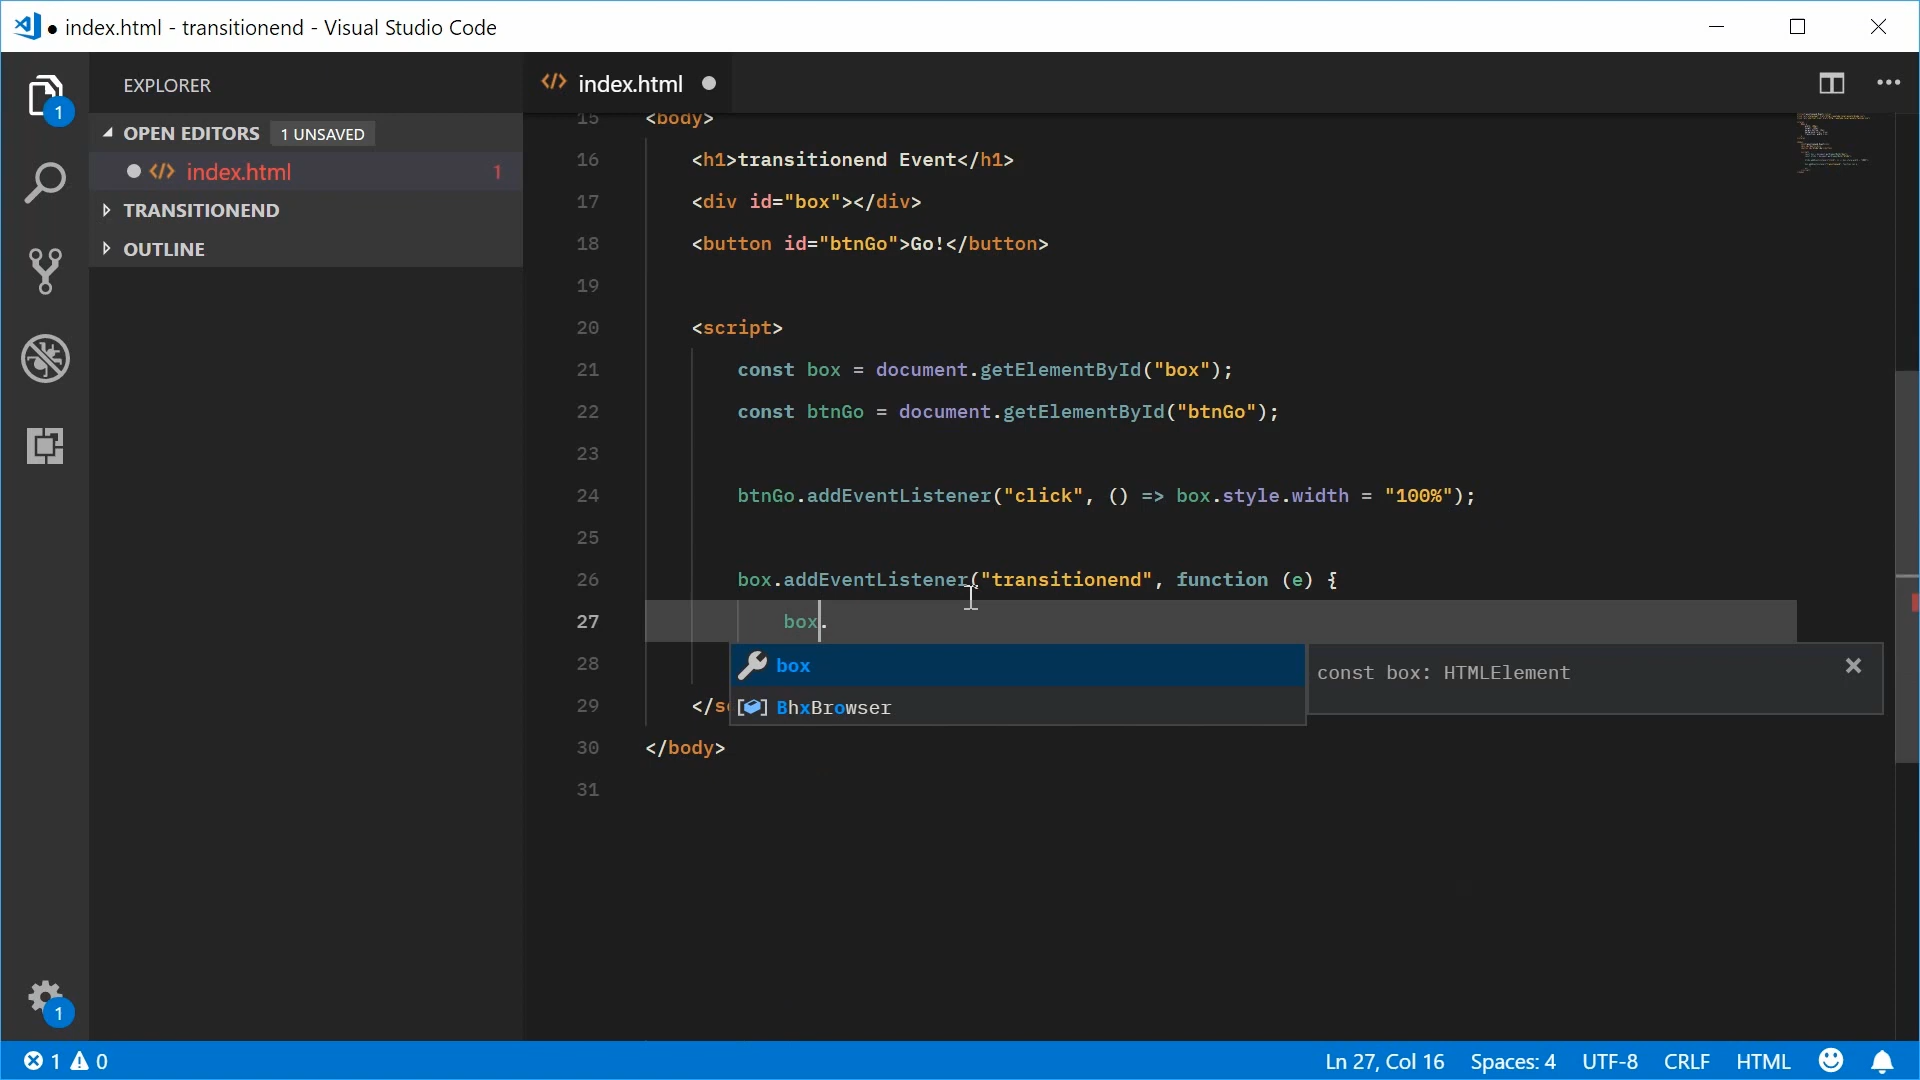 ● index.html - transitionend - Visual Studio Code
EXPLORER
OPEN EDITORS 1 UNSAVED
index.html 1
TRANSITIONEND
OUTLINE
1
1
index.html
15 <body>
16 <h1>transitionend Event</h1>
17 <div id="box"></div>
18 <button id="btnGo">Go!</button>
19
20 <script>
21 const box = document.getElementById("box");
22 const btnGo = document.getElementById("btnGo");
23
24 btnGo.addEventListener("click", () => box.style.width = "100%");
25
26 box.addEventListener("transitionend", function (e) {
27 box.
28 box const box: HTMLElement
29 </s BhxBrowser
30 </body>
31
1 0 Ln 27, Col 16 Spaces: 4 UTF-8 CRLF HTML